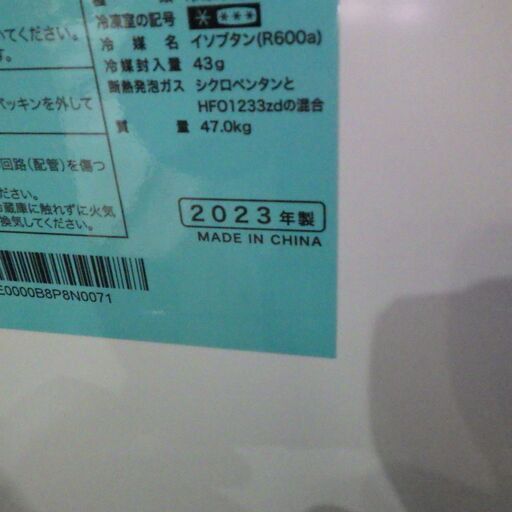 いてください。
す。
パッキンを外して
回路(配管)を傷つ
ださい。
蔵庫に触れずに火気
換気してください。
冷凍室の記号 * ***
冷媒名 イソブタン(R600a)
冷媒封入量 43g
断熱発泡ガス シクロペンタンと
HFO1233zdの混合
質量 47.0kg
2023年製
MADE IN CHINA
E0000B8P8N0071